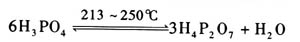 6H₃PO₄ ⇌ 213 ~ 250℃ 3H₄P₂O₇ + H₂O